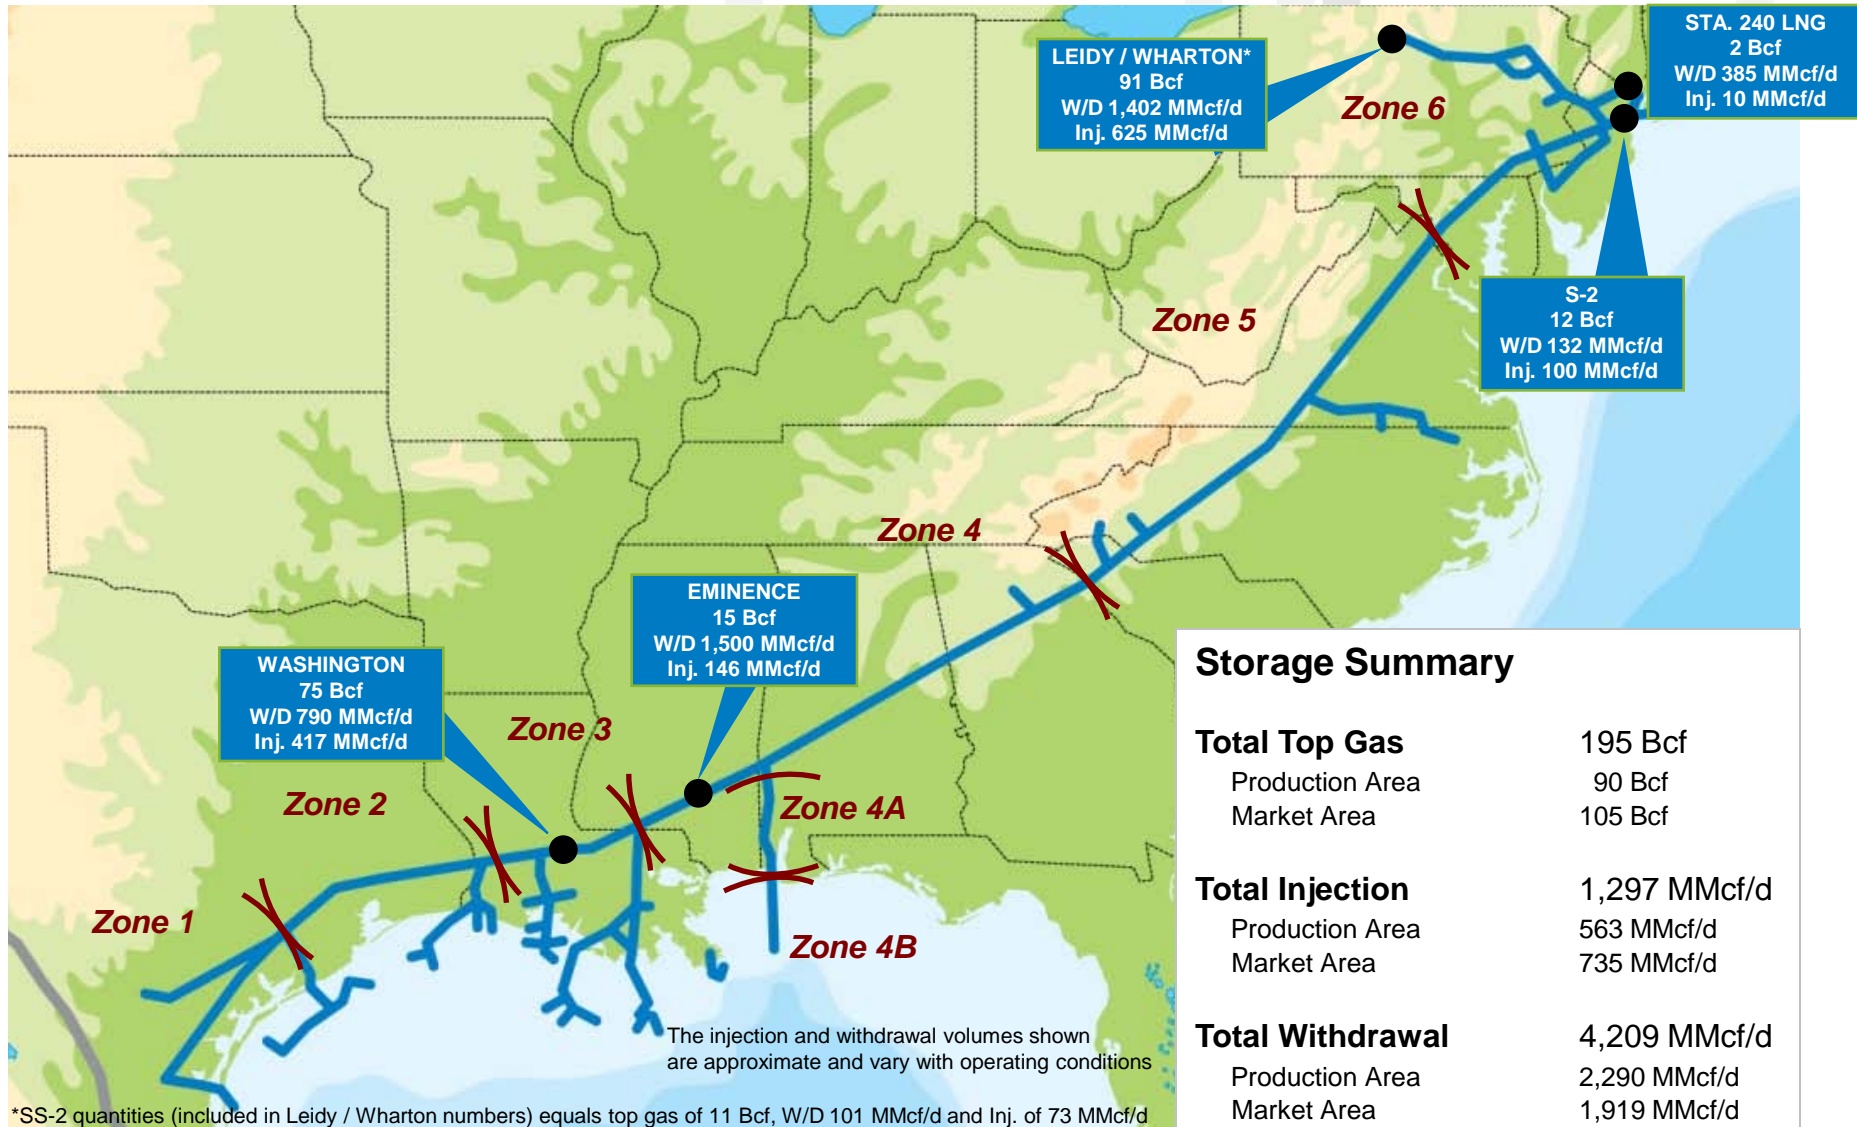 LEIDY / WHARTON*
91 Bcf
W/D 1,402 MMcf/d
Inj. 625 MMcf/d
STA. 240 LNG
2 Bcf
W/D 385 MMcf/d
Inj. 10 MMcf/d
Zone 6
S-2
12 Bcf
W/D 132 MMcf/d
Inj. 100 MMcf/d
Zone 5
Zone 4
EMINENCE
15 Bcf
W/D 1,500 MMcf/d
Inj. 146 MMcf/d
WASHINGTON
75 Bcf
W/D 790 MMcf/d
Inj. 417 MMcf/d
Zone 3
Zone 2
Zone 4A
Zone 1
Zone 4B
Storage Summary
Total Top Gas 195 Bcf
Production Area 90 Bcf
Market Area 105 Bcf
Total Injection 1,297 MMcf/d
Production Area 563 MMcf/d
Market Area 735 MMcf/d
Total Withdrawal 4,209 MMcf/d
Production Area 2,290 MMcf/d
Market Area 1,919 MMcf/d
The injection and withdrawal volumes shown
are approximate and vary with operating conditions
*SS-2 quantities (included in Leidy / Wharton numbers) equals top gas of 11 Bcf, W/D 101 MMcf/d and Inj. of 73 MMcf/d